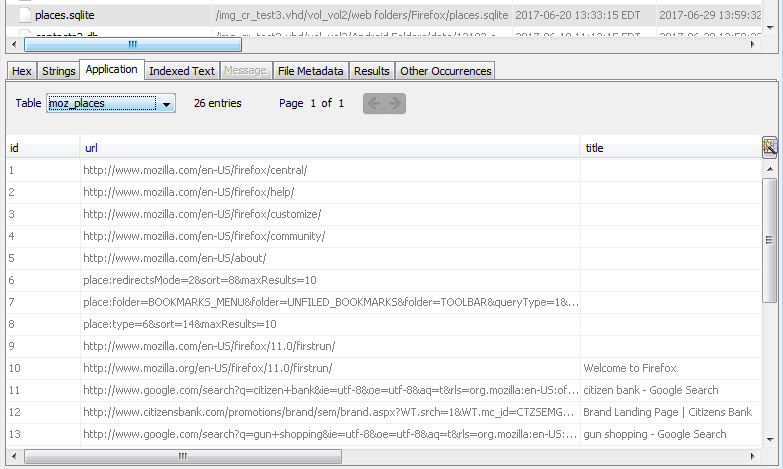 places.sqlite /img_cr_test3.vhd/vol_vol2/web folders/Firefox/places.sqlite 2017-06-20 13:33:15 EDT 2017-06-29 13:59:32
Hex Strings Application Indexed Text Message File Metadata Results Other Occurrences
Table moz_places 26 entries Page 1 of 1
id url title
1 http://www.mozilla.com/en-US/firefox/central/
2 http://www.mozilla.com/en-US/firefox/help/
3 http://www.mozilla.com/en-US/firefox/customize/
4 http://www.mozilla.com/en-US/firefox/community/
5 http://www.mozilla.com/en-US/about/
6 place:redirectsMode=2&sort=8&maxResults=10
7 place:folder=BOOKMARKS_MENU&folder=UNFILED_BOOKMARKS&folder=TOOLBAR&queryType=1&...
8 place:type=6&sort=14&maxResults=10
9 http://www.mozilla.com/en-US/firefox/11.0/firstrun/
10 http://www.mozilla.org/en-US/firefox/11.0/firstrun/ Welcome to Firefox
11 http://www.google.com/search?q=citizen+bank&ie=utf-8&oe=utf-8&aq=t&rls=org.mozilla:en-US:of... citizen bank - Google Search
12 http://www.citizensbank.com/promotions/brand/sem/brand.aspx?WT.srch=1&WT.mc_id=CTZSEMG... Brand Landing Page | Citizens Bank
13 http://www.google.com/search?q=gun+shopping&ie=utf-8&oe=utf-8&aq=t&rls=org.mozilla:en-US:... gun shopping - Google Search